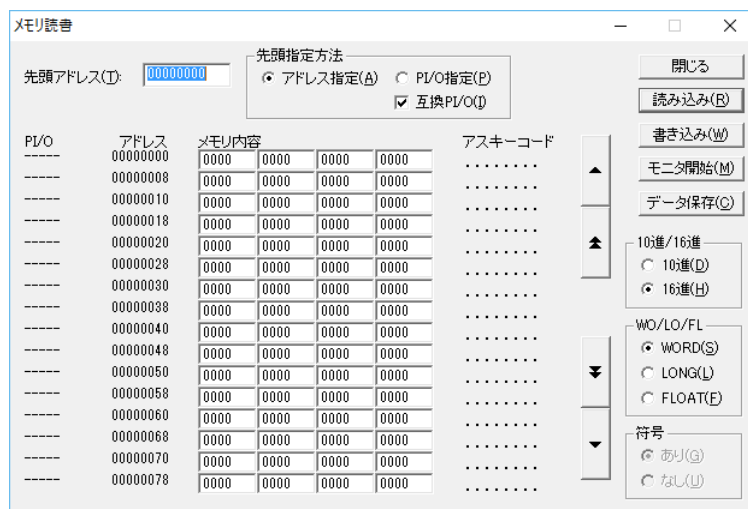 メモリ読書
先頭アドレス(T): 00000000
先頭指定方法
アドレス指定(A) PI/O指定(P)
互換PI/O(I)
閉じる
読み込み(R)
書き込み(W)
モニタ開始(M)
データ保存(C)
PI/O アドレス メモリ内容 アスキーコード
----- 00000000 0000 0000 0000 0000 ........
----- 00000008 0000 0000 0000 0000 ........
----- 00000010 0000 0000 0000 0000 ........
----- 00000018 0000 0000 0000 0000 ........
----- 00000020 0000 0000 0000 0000 ........
----- 00000028 0000 0000 0000 0000 ........
----- 00000030 0000 0000 0000 0000 ........
----- 00000038 0000 0000 0000 0000 ........
----- 00000040 0000 0000 0000 0000 ........
----- 00000048 0000 0000 0000 0000 ........
----- 00000050 0000 0000 0000 0000 ........
----- 00000058 0000 0000 0000 0000 ........
----- 00000060 0000 0000 0000 0000 ........
----- 00000068 0000 0000 0000 0000 ........
----- 00000070 0000 0000 0000 0000 ........
----- 00000078 0000 0000 0000 0000 ........
10進/16進
10進(D)
16進(H)
WO/LO/FL
WORD(S)
LONG(L)
FLOAT(F)
符号
あり(G)
なし(U)